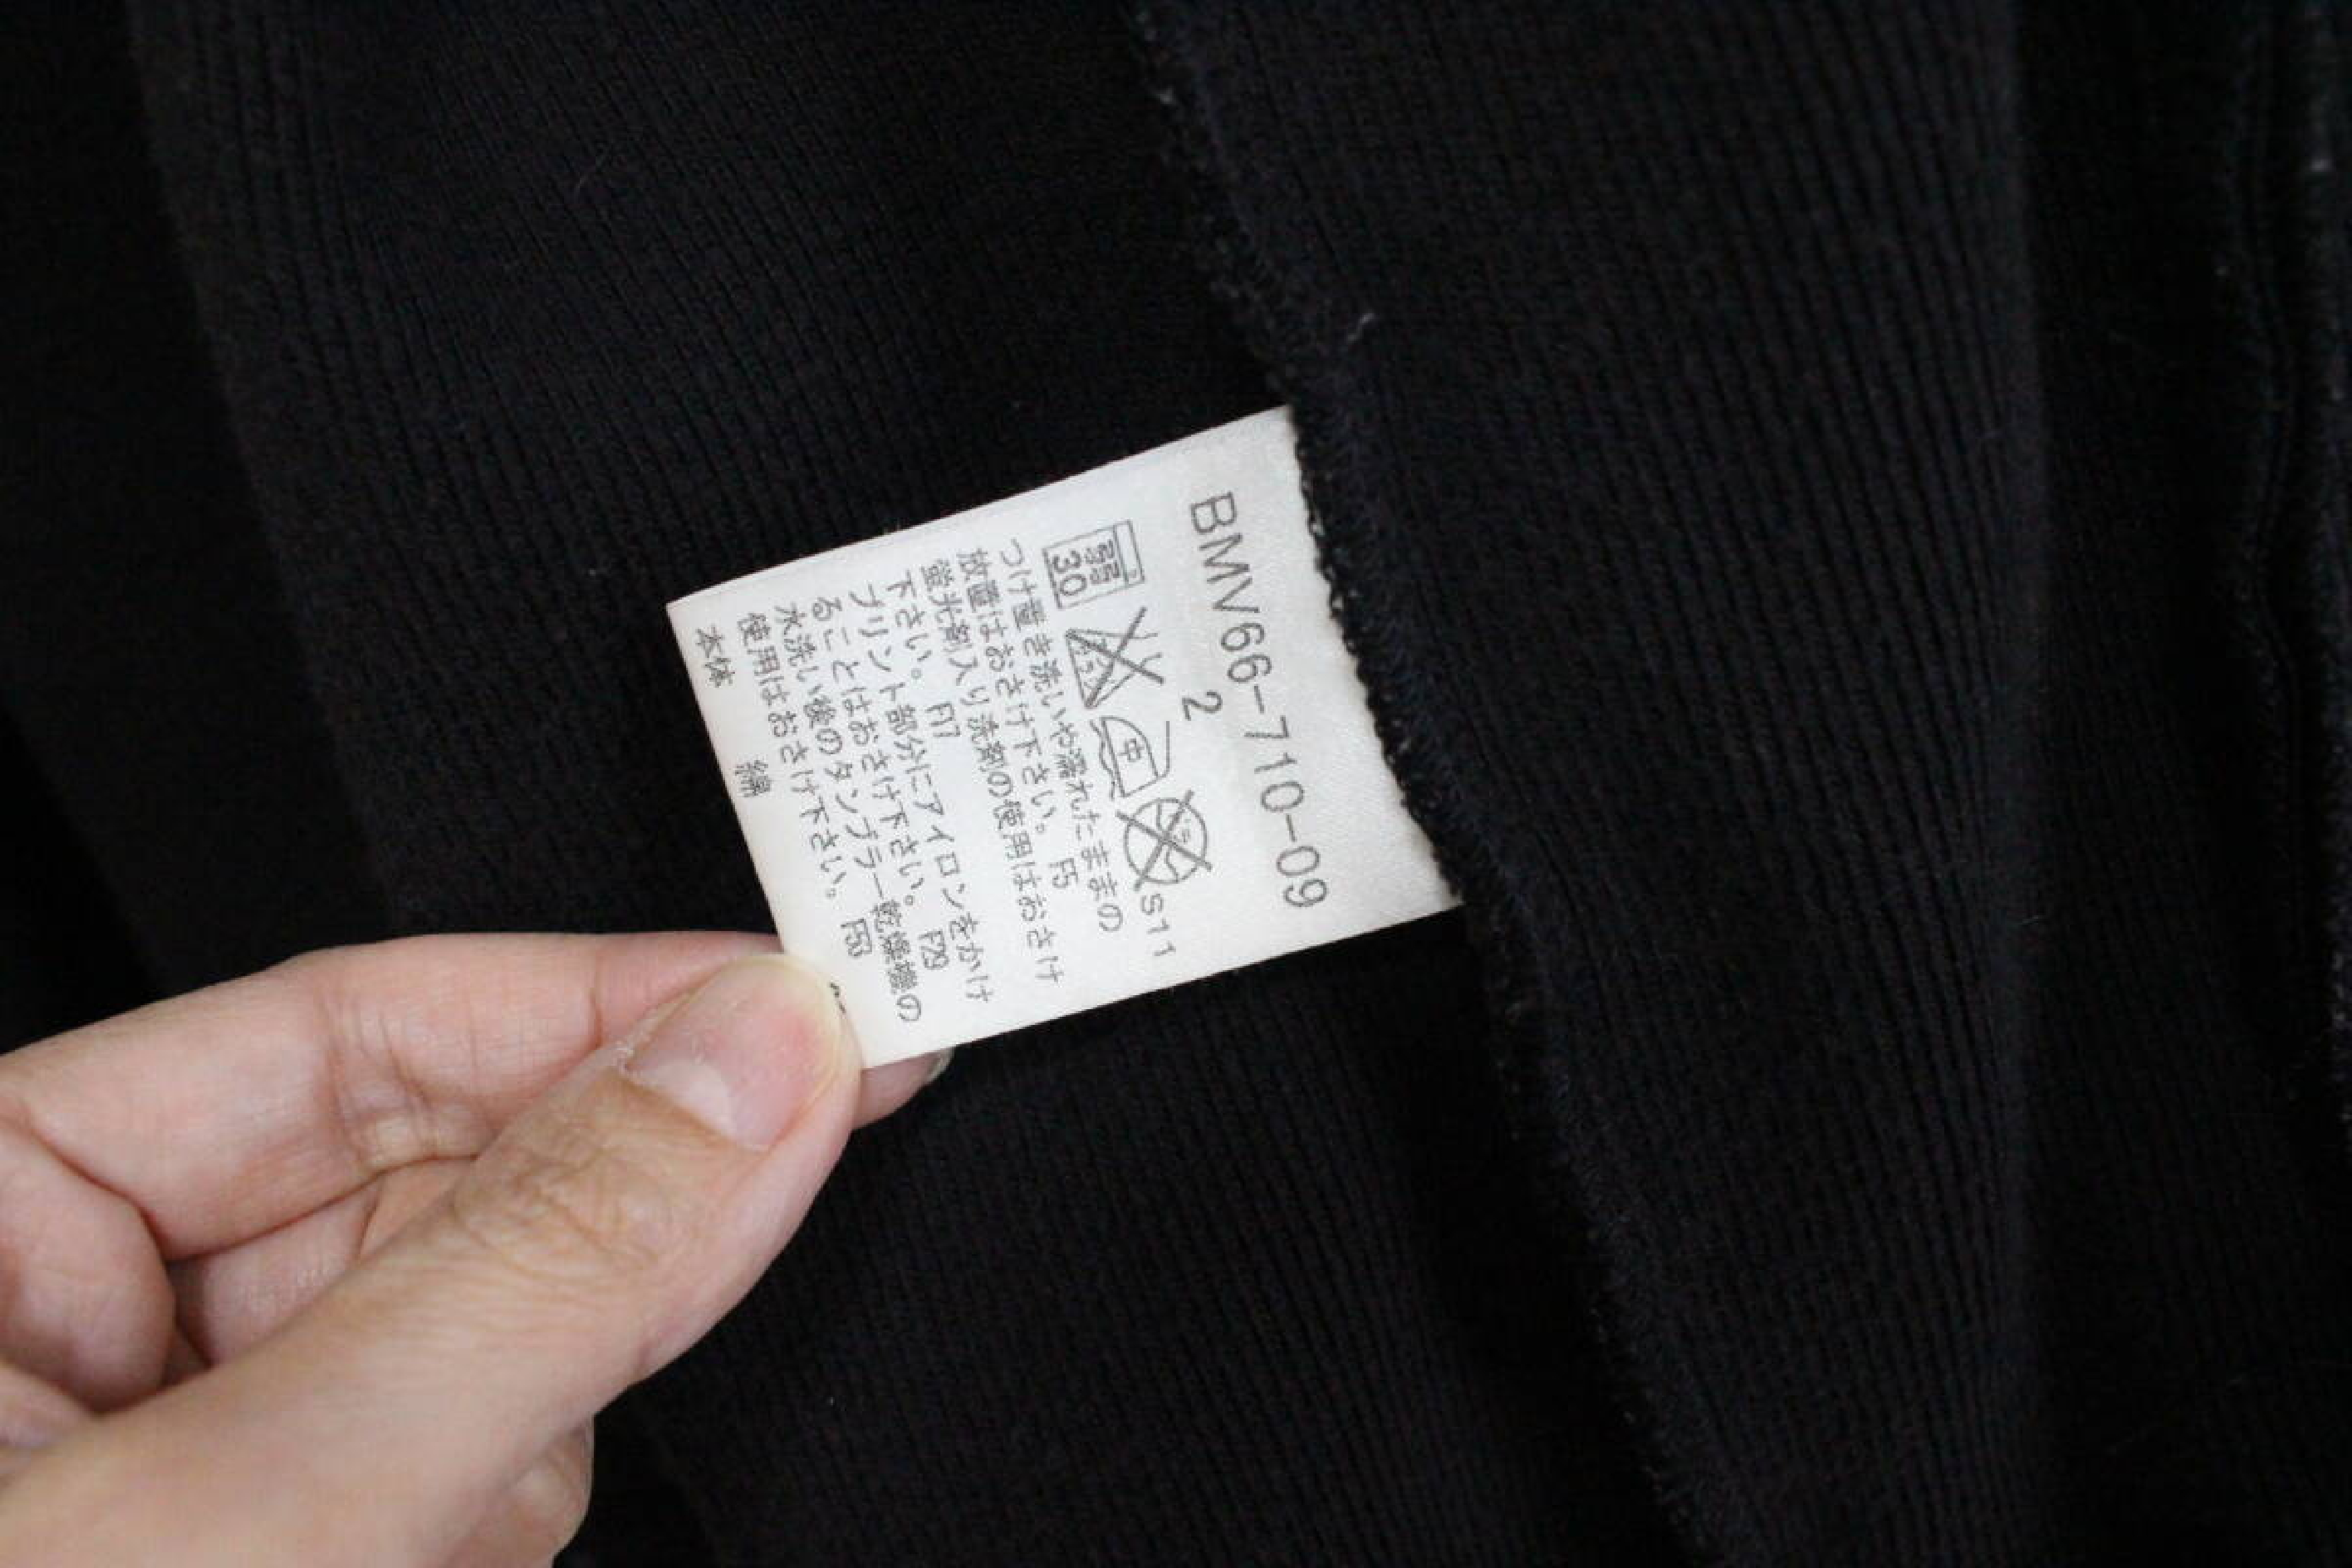 BMV66-710-09
2
弱
30
中
S11
つけ置き洗いや濡れたままの
放置はおさけ下さい。 F5
蛍光剤入り洗剤の使用はおさけ
下さい。 F17
プリント部分にアイロンをかけ
ることはおさけ下さい。 F29
水洗い後のタンブラー乾燥機の
使用はおさけ下さい。 F30
本体 綿